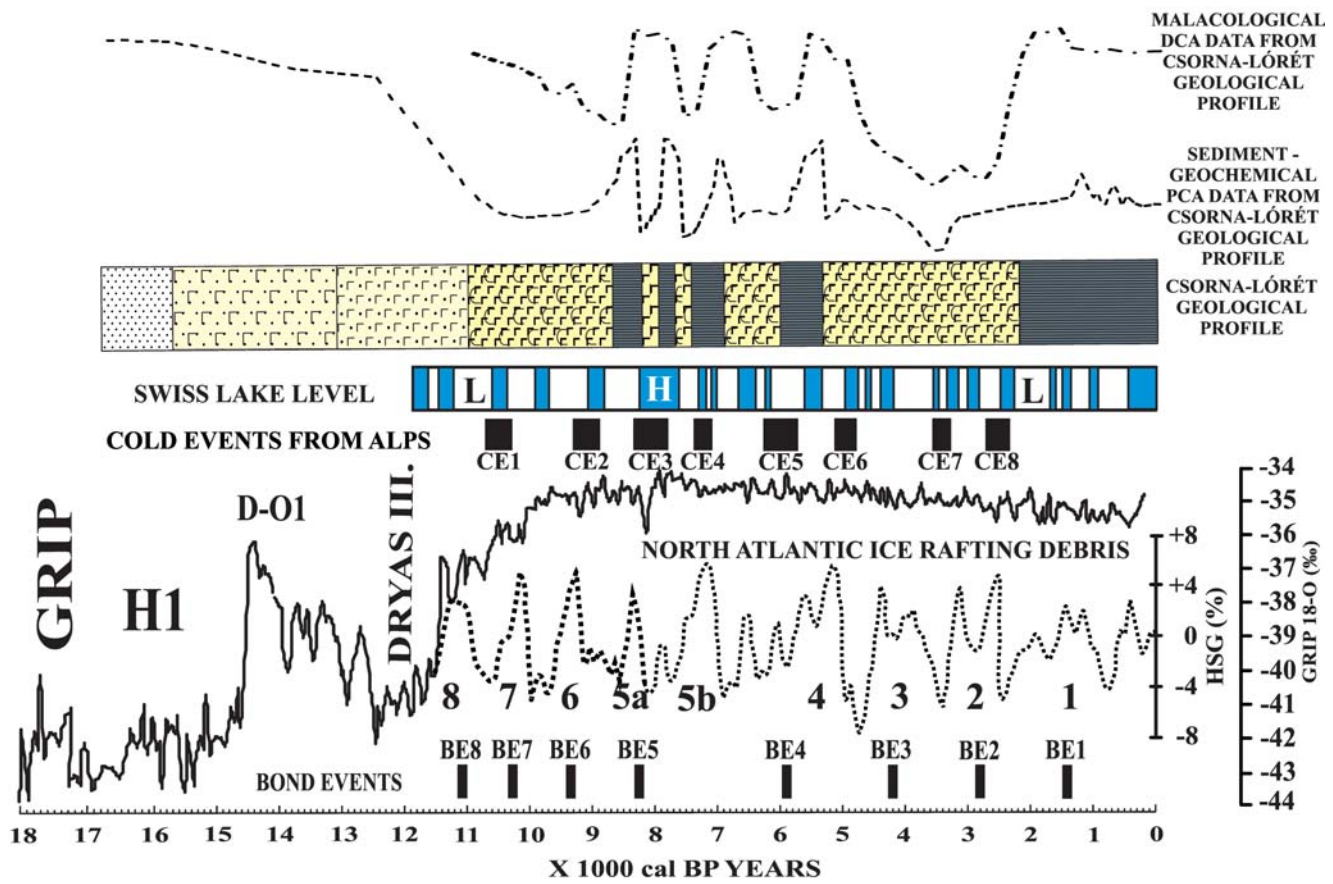 MALACOLOGICAL
DCA DATA FROM
CSORNA-LÓRÉT
GEOLOGICAL
PROFILE
SEDIMENT -
GEOCHEMICAL
PCA DATA FROM
CSORNA-LÓRÉT
GEOLOGICAL
PROFILE
CSORNA-LÓRÉT
GEOLOGICAL
PROFILE
SWISS LAKE LEVEL
L H L
COLD EVENTS FROM ALPS
CE1 CE2 CE3 CE4 CE5 CE6 CE7 CE8
GRIP
H1
D-O1
DRYAS III.
NORTH ATLANTIC ICE RAFTING DEBRIS
+8
+4
0
-4
-8
HSG (%)
-34
-35
-36
-37
-38
-39
-40
-41
-42
-43
-44
GRIP 18-O (‰)
8 7 6 5a 5b 4 3 2 1
BE8 BE7 BE6 BE5 BE4 BE3 BE2 BE1
BOND EVENTS
18 17 16 15 14 13 12 11 10 9 8 7 6 5 4 3 2 1 0
X 1000 cal BP YEARS